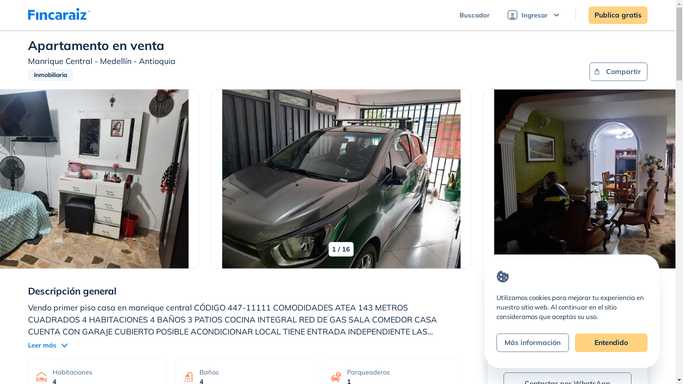 Fincaraiz
Buscador
Ingresar
Publica gratis
Apartamento en venta
Manrique Central - Medellín - Antioquia
Inmobiliaria
Compartir
1 / 16
Descripción general
Vendo primer piso casa en manrique central CÓDIGO 447-11111 COMODIDADES ATEA 143 METROS
CUADRADOS 4 HABITACIONES 4 BAÑOS 3 PATIOS COCINA INTEGRAL RED DE GAS SALA COMEDOR CASA
CUENTA CON GARAJE CUBIERTO POSIBLE ACONDICIONAR LOCAL TIENE ENTRADA INDEPENDIENTE LAS...
Leer más
Habitaciones
4
Baños
4
Parqueaderos
1
Utilizamos cookies para mejorar tu experiencia en
nuestro sitio web. Al continuar en el sitio
consideramos que aceptas su uso.
Más información
Entendido
Contactar por WhatsApp